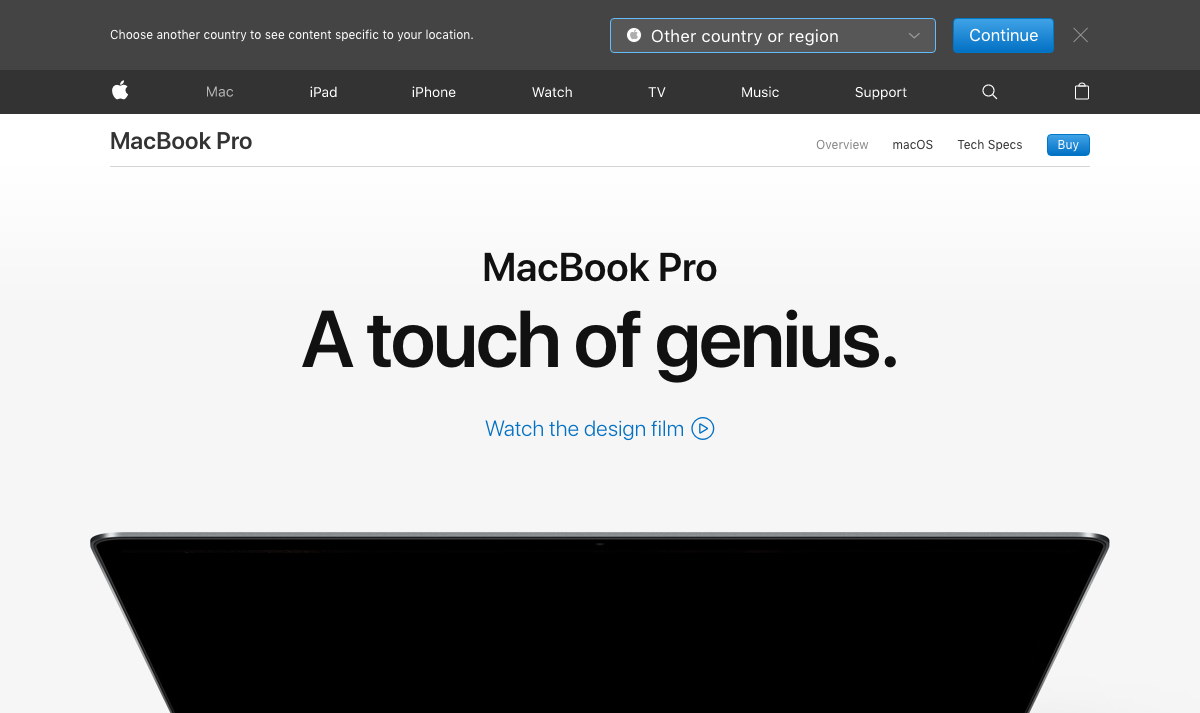 Choose another country to see content specific to your location.
Other country or region
Continue
Mac
iPad
iPhone
Watch
TV
Music
Support
MacBook Pro
Overview
macOS
Tech Specs
Buy
MacBook Pro
A touch of genius.
Watch the design film